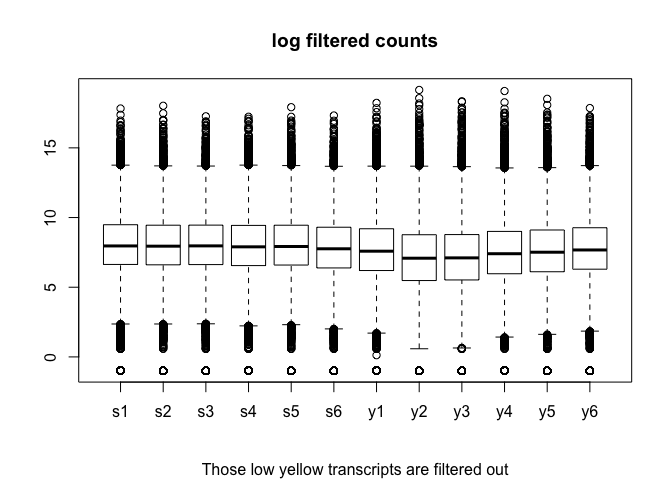 log filtered counts
15
10
5
0
s1 s2 s3 s4 s5 s6 y1 y2 y3 y4 y5 y6
Those low yellow transcripts are filtered out